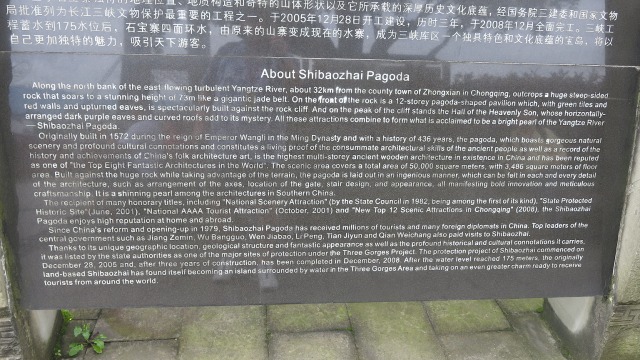 局批准列为长江三峡文物保护最重要的工程之一。于2005年12月28日开工建设，历时三年，于2008年12月全面完工。三峡工
程蓄水到175水位后，石宝寨四面环水，由原来的山寨变成现在的水寨，成为三峡库区一个独具特色和文化底蕴的宝岛，将以
自己更加独特的魅力，吸引天下游客。
About Shibaozhai Pagoda
Along the north bank of the east-flowing turbulent Yangtze River, about 32km from the county town of Zhongxian in Chongqing, outcrops a huge steep-sided
rock that soars to a stunning height of 73m like a gigantic jade belt. On the front of the rock is a 12-storey pagoda-shaped pavilion which, with green tiles and
red walls and upturned eaves, is spectacularly built against the rock cliff. And on the peak of the cliff stands the Hall of the Heavenly Son, whose horizontally-
arranged dark purple eaves and curved roofs add to its mystery. All these attractions combine to form what is acclaimed to be a bright pearl of the Yangtze River
—Shibaozhai Pagoda.
Originally built in 1572 during the reign of Emperor Wangli in the Ming Dynasty and with a history of 436 years, the pagoda, which boasts gorgeous natural
scenery and profound cultural connotations and constitutes a living proof of the consummate architectural skills of the ancient people as well as a record of the
history and achievements of China's folk architecture art, is the highest multi-storey ancient wooden architecture in existence in China and has been reputed
as one of "the Top Eight Fantastic Architectures in the World". The scenic area covers a total area of 50,000 square meters, with 3,486 square meters of floor
area. Built against the huge rock while taking advantage of the terrain, the pagoda is laid out in an ingenious manner, which can be felt in each and every detail
of the architecture, such as arrangement of the axes, location of the gate, stair design, and appearance, all manifesting bold innovation and meticulous
craftsmanship. It is a shining pearl among the architectures in Southern China.
The recipient of many honorary titles, including "National Scenery Attraction" (by the State Council in 1982, being among the first of its kind), "State Protected
Historic Site"(June, 2001), "National AAAA Tourist Attraction" (October, 2001) and "New Top 12 Scenic Attractions in Chongqing" (2008), the Shibaozhai
Pagoda enjoys high reputation at home and abroad.
Since China's reform and opening-up in 1979, Shibaozhai Pagoda has received millions of tourists and many foreign diplomats in China. Top leaders of the
central government such as Jiang Zemin, Wu Bangguo, Wen Jiabao, Li Peng, Tian Jiyun and Qian Weichang also paid visits to Shibaozhai.
Thanks to its unique geographic location, geological structure and fantastic appearance as well as the profound historical and cultural connotations it carries,
it was listed by the state authorities as one of the major sites of protection under the Three Gorges Project. The protection project of Shibaozhai commenced on
December 28, 2005 and, after three years of construction, has been completed in December, 2008. After the water level reached 175 meters, the originally
land-based Shibaozhai has found itself becoming an island surrounded by water in the Three Gorges Area and taking on an even greater charm ready to receive
tourists from around the world.